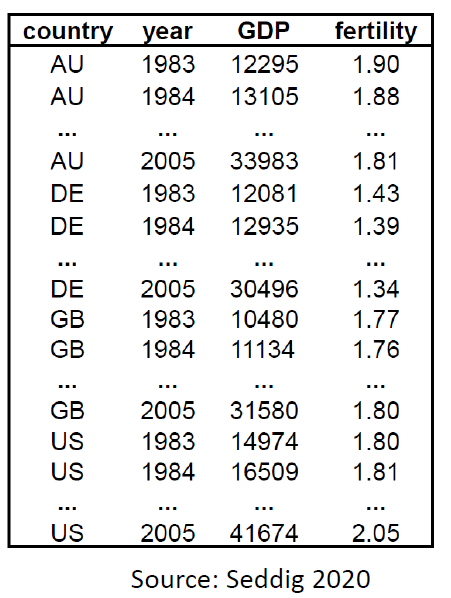 country year GDP fertility
AU 1983 12295 1.90
AU 1984 13105 1.88
... ... ... ...
AU 2005 33983 1.81
DE 1983 12081 1.43
DE 1984 12935 1.39
... ... ... ...
DE 2005 30496 1.34
GB 1983 10480 1.77
GB 1984 11134 1.76
... ... ... ...
GB 2005 31580 1.80
US 1983 14974 1.80
US 1984 16509 1.81
... ... ... ...
US 2005 41674 2.05
Source: Seddig 2020